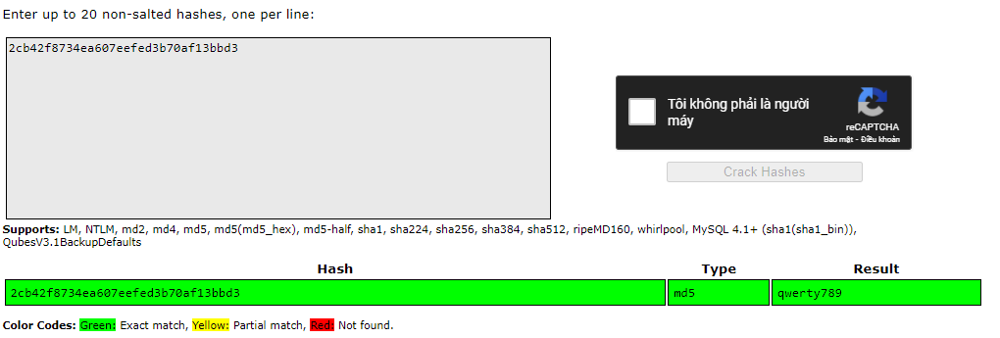 Enter up to 20 non-salted hashes, one per line:
2cb42f8734ea607eefed3b70af13bbd3
Tôi không phải là người
máy
reCAPTCHA
Bảo mật - Điều khoản
Crack Hashes
Supports: LM, NTLM, md2, md4, md5, md5(md5_hex), md5-half, sha1, sha224, sha256, sha384, sha512, ripeMD160, whirlpool, MySQL 4.1+ (sha1(sha1_bin)),
QubesV3.1BackupDefaults
Hash Type Result
2cb42f8734ea607eefed3b70af13bbd3 md5 qwerty789
Color Codes: Green: Exact match, Yellow: Partial match, Red: Not found.